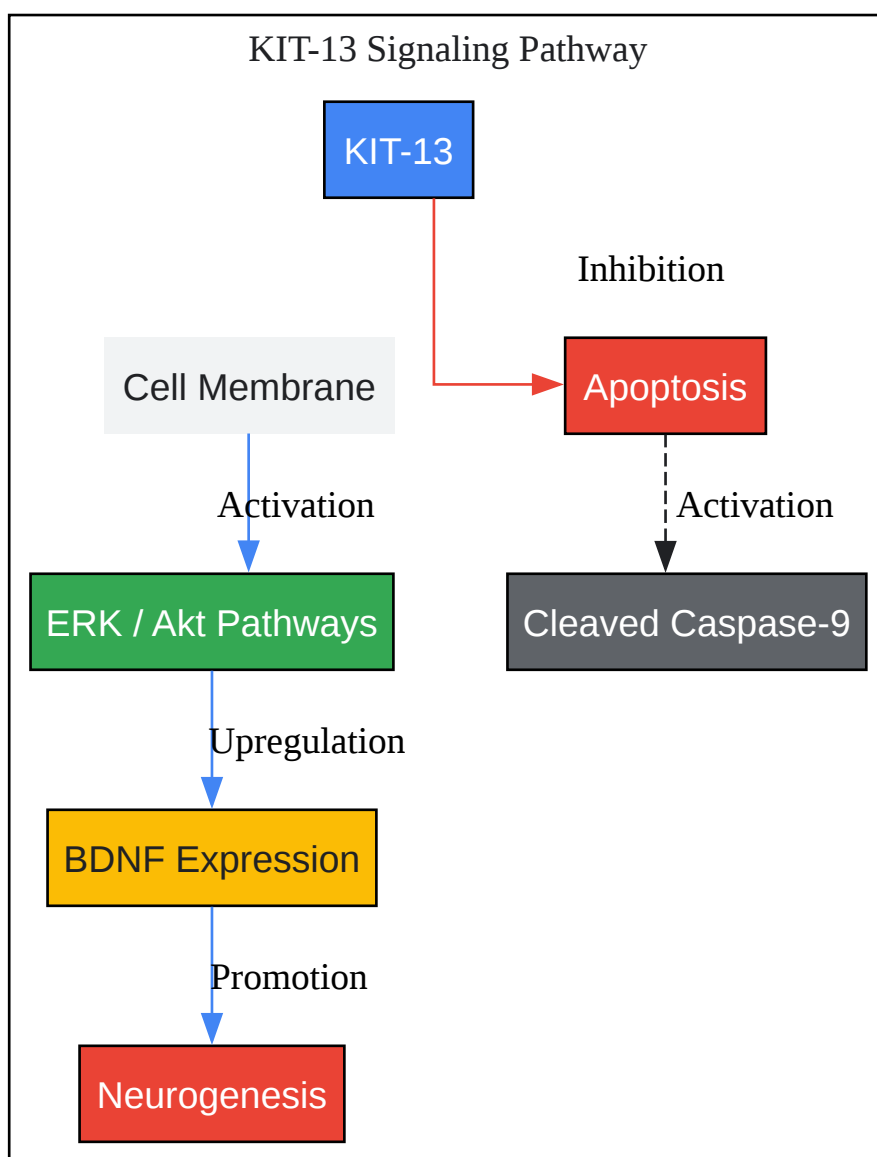 KIT-13 Signaling Pathway
KIT-13
Inhibition
Cell Membrane
Apoptosis
Activation
Activation
ERK / Akt Pathways
Cleaved Caspase-9
Upregulation
BDNF Expression
Promotion
Neurogenesis